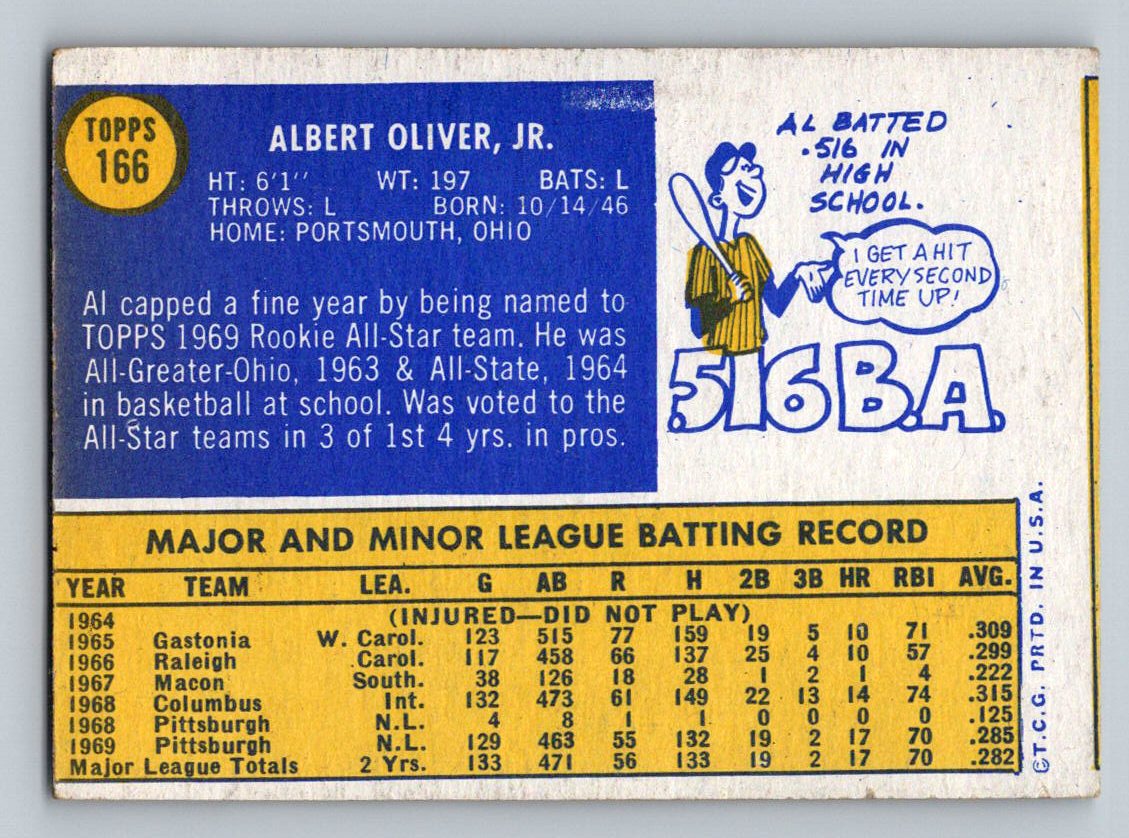 TOPPS
166
ALBERT OLIVER, JR.
HT: 6'1" WT: 197 BATS: L
THROWS: L BORN: 10/14/46
HOME: PORTSMOUTH, OHIO
Al capped a fine year by being named to
TOPPS 1969 Rookie All-Star team. He was
All-Greater-Ohio, 1963 & All-State, 1964
in basketball at school. Was voted to the
All-Star teams in 3 of 1st 4 yrs. in pros.
AL BATTED
.516 IN
HIGH
SCHOOL.
I GET A HIT
EVERY SECOND
TIME UP!
.516 B.A.
MAJOR AND MINOR LEAGUE BATTING RECORD
YEAR TEAM LEA. G AB R H 2B 3B HR RBI AVG.
1964 (INJURED—DID NOT PLAY)
1965 Gastonia W. Carol. 123 515 77 159 19 5 10 71 .309
1966 Raleigh Carol. 117 458 66 137 25 4 10 57 .299
1967 Macon South. 38 126 18 28 1 2 1 4 .222
1968 Columbus Int. 132 473 61 149 22 13 14 74 .315
1968 Pittsburgh N.L. 4 8 1 1 0 0 0 0 .125
1969 Pittsburgh N.L. 129 463 55 132 19 2 17 70 .285
Major League Totals 2 Yrs. 133 471 56 133 19 2 17 70 .282
©T.C.G. PRTD. IN U.S.A.